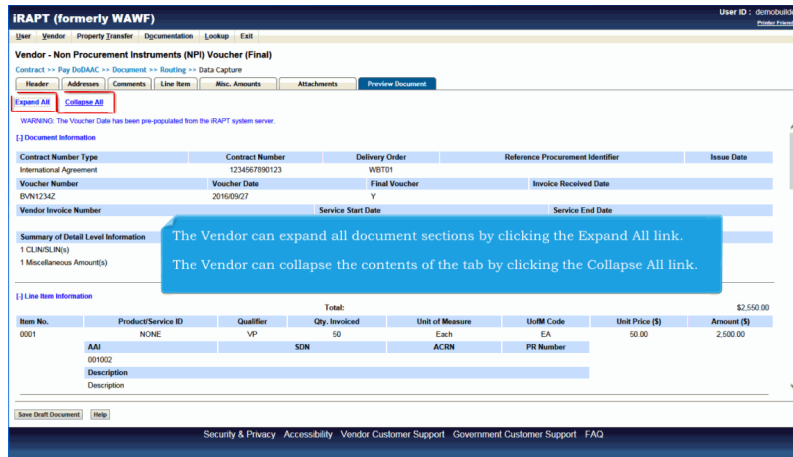 iRAPT (formerly WAWF)
User ID : demobuilde
Printer Friend
User Vendor Property Transfer Documentation Lookup Exit
Vendor - Non Procurement Instruments (NPI) Voucher (Final)
Contract >> Pay DoDAAC >> Document >> Routing >> Data Capture
Header Addresses Comments Line Item Misc. Amounts Attachments Preview Document
Expand All Collapse All
WARNING: The Voucher Date has been pre-populated from the iRAPT system server.
[-] Document Information
Contract Number Type Contract Number Delivery Order Reference Procurement Identifier Issue Date
International Agreement 1234567890123 WBT01
Voucher Number Voucher Date Final Voucher Invoice Received Date
BVN1234Z 2016/09/27 Y
Vendor Invoice Number Service Start Date Service End Date
Summary of Detail Level Information
1 CLIN/SLIN(s)
1 Miscellaneous Amount(s)
The Vendor can expand all document sections by clicking the Expand All link.
The Vendor can collapse the contents of the tab by clicking the Collapse All link.
[-] Line Item Information
Total: $2,550.00
Item No. Product/Service ID Qualifier Qty. Invoiced Unit of Measure UofM Code Unit Price ($) Amount ($)
0001 NONE VP 50 Each EA 50.00 2,500.00
AAI SDN ACRN PR Number
001002
Description
Description
Save Draft Document Help
Security & Privacy Accessibility Vendor Customer Support Government Customer Support FAQ